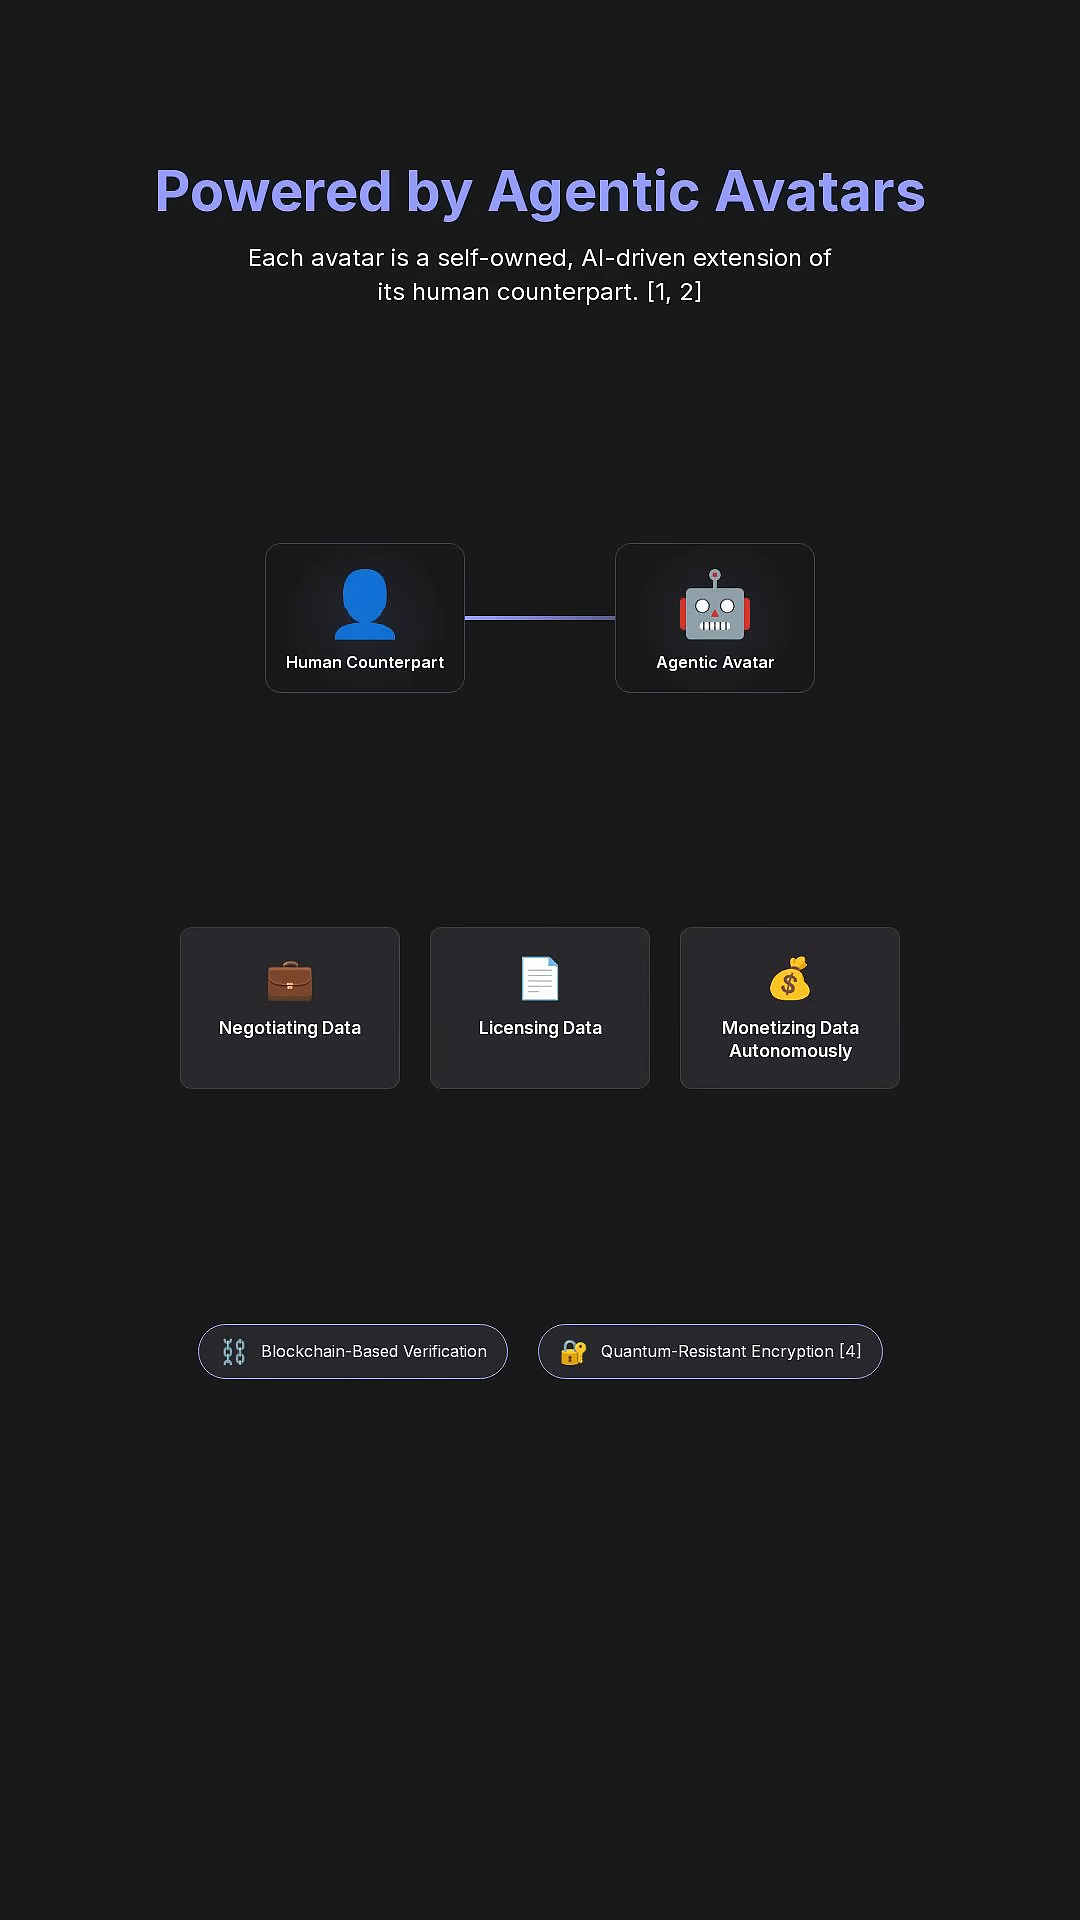 Powered by Agentic Avatars
Each avatar is a self-owned, AI-driven extension of
its human counterpart. [1, 2]
Human Counterpart
Agentic Avatar
Negotiating Data
Licensing Data
Monetizing Data
Autonomously
Blockchain-Based Verification
Quantum-Resistant Encryption [4]